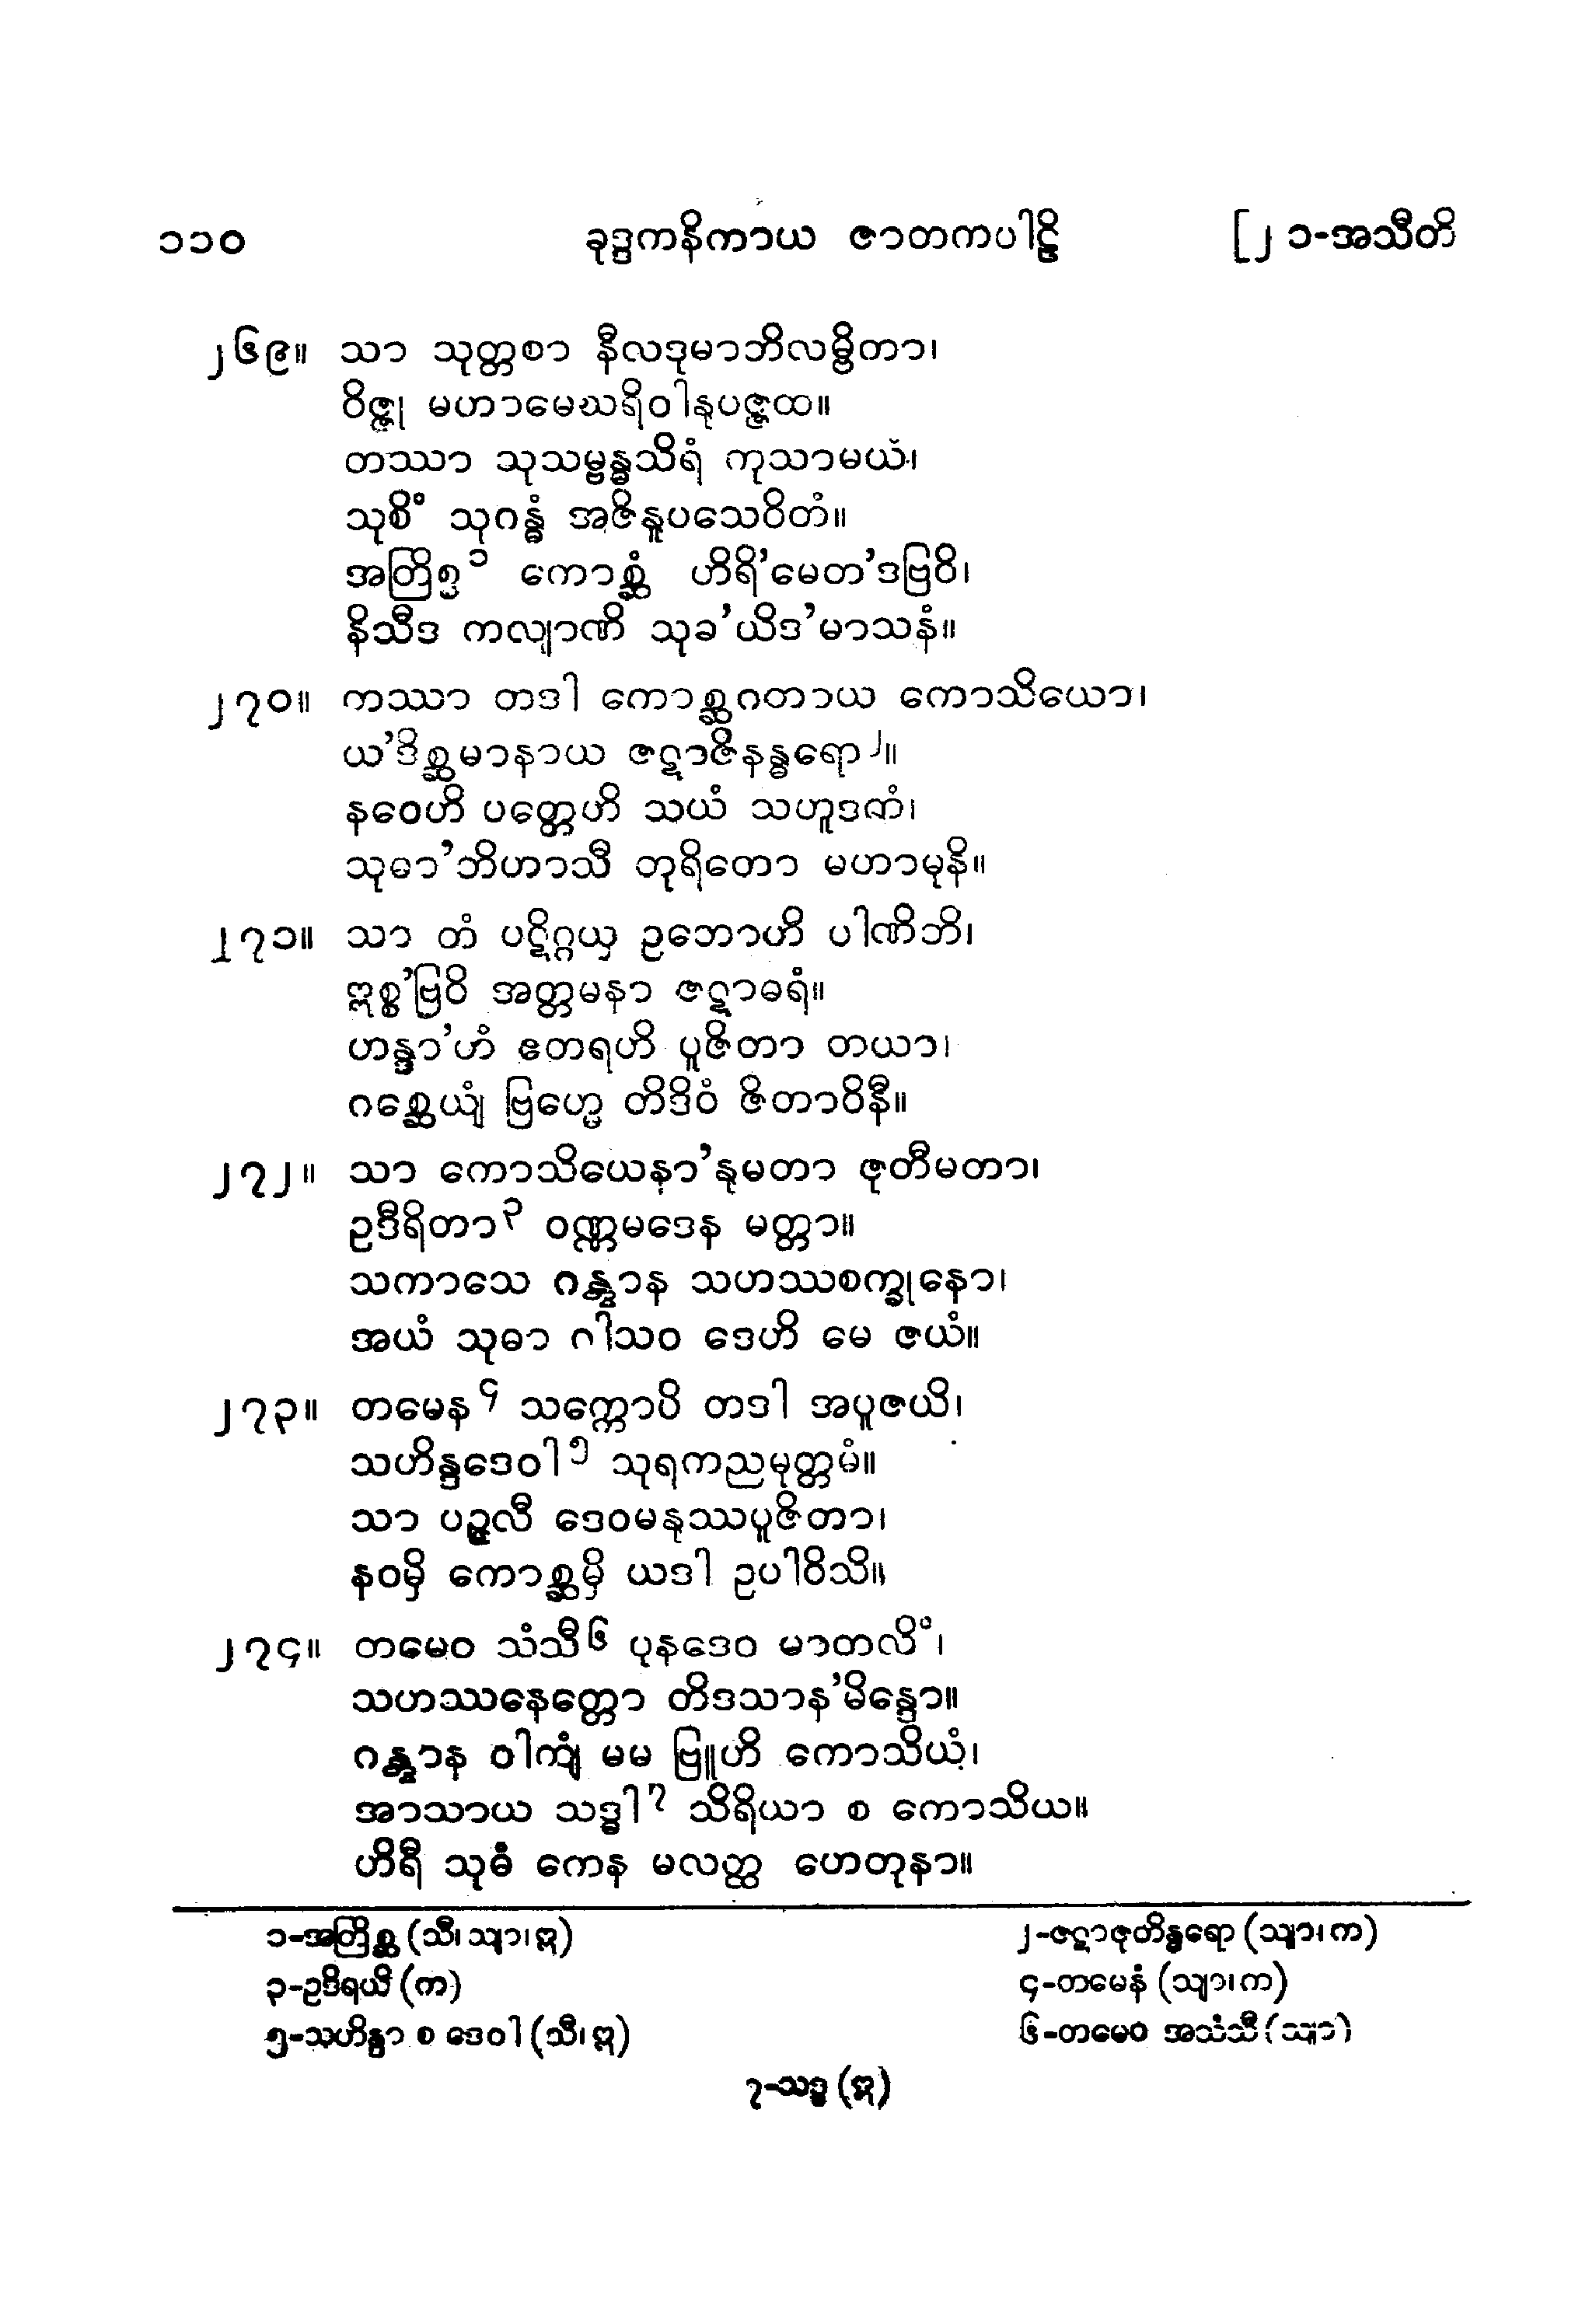 ၁၁၀ ခုဒ္ဒကနိကာယ ဇာတကပါဠိ [၂ ၁-အသီတိ
၂၆၉။ သာ သုတ္တစာ နီလဒုမာဘိလမ္ဗိတာ၊
ဝိဇ္ဇု မဟာမေဃရိဝါနုပဇ္ဇထ။
တဿာ သုသမ္ဗန္ဓသိရံ ကုသာမယံ၊
သုစိံ သုဂန္ဓံ အဇိနူပသေဝိတံ။
အတြိစ္ဒ၁ ကောစ္ဆံ ဟိရိ’မေတ’ဒဗြဝိ၊
နိသီဒ ကလျာဏိ သုခ’ယိဒ’မာသနံ။
၂၇၀။ ကဿာ တဒါ ကောစ္ဆဂတာယ ကောသိယော၊
ယ’ဒိစ္ဆမာနာယ ဇဋာဇိနန္ဓရော၂။
နဝေဟိ ပတ္တေဟိ သယံ သဟူဒကံ၊
သုဓာ’ဘိဟာသီ တုရိတော မဟာမုနိ။
၂၇၁။ သာ တံ ပဋိဂ္ဂယှ ဥဘောဟိ ပါဏိဘိ၊
ဣစ္စ’ဗြဝိ အတ္တမနာ ဇဋာဓရံ။
ဟန္ဒာ’ဟံ ဧတရဟိ ပူဇိတာ တယာ၊
ဂစ္ဆေယျံ ဗြဟ္မေ တိဒိဝံ ဇိတာဝိနီ။
၂၇၂။ သာ ကောသိယေနာ’နုမတာ ဇုတီမတာ၊
ဥဒီရိတာ၃ ဝဏ္ဏမဒေန မတ္တာ။
သကာသေ ဂန္တွာန သဟဿစက္ခုနော၊
အယံ သုဓာ ဂါသဝ ဒေဟိ မေ ဇယံ။
၂၇၃။ တမေန၄ သက္ကောပိ တဒါ အပူဇယိ၊
သဟိန္ဒဒေဝါ၅ သုရကညမုတ္တမံ။
သာ ပဉ္ဇလီ ဒေဝမနုဿပူဇိတာ၊
နဝမှိ ကောစ္ဆမှိ ယဒါ ဥပါဝိသိ။
၂၇၄။ တမေဝ သံသီ၆ ပုနဒေဝ မာတလိံ၊
သဟဿနေတ္တော တိဒသာန’မိန္ဒော။
ဂန္တွာန ဝါကျံ မမ ဗြူဟိ ကောသိယံ၊
အာသာယ သဒ္ဓါ၇ သိရိယာ စ ကောသိယ။
ဟိရီ သုဓံ ကေန မလတ္ထ ဟေတုနာ။
၁-အတြိစ္ဆ (သီ၊ သျာ၊ ဣ) ၂-ဇဋာဇုတိန္ဓရော (သျာ၊ က)
၃-ဥဒိရယိ (က) ၄-တမေနံ (သျာ၊ က)
၅-သဟိန္ဒာ စ ဒေဝါ (သီ၊ ဣ) ၆-တမေဝ အသံသီ (သျာ)
၇-သဒ္ဓ (ဣ)